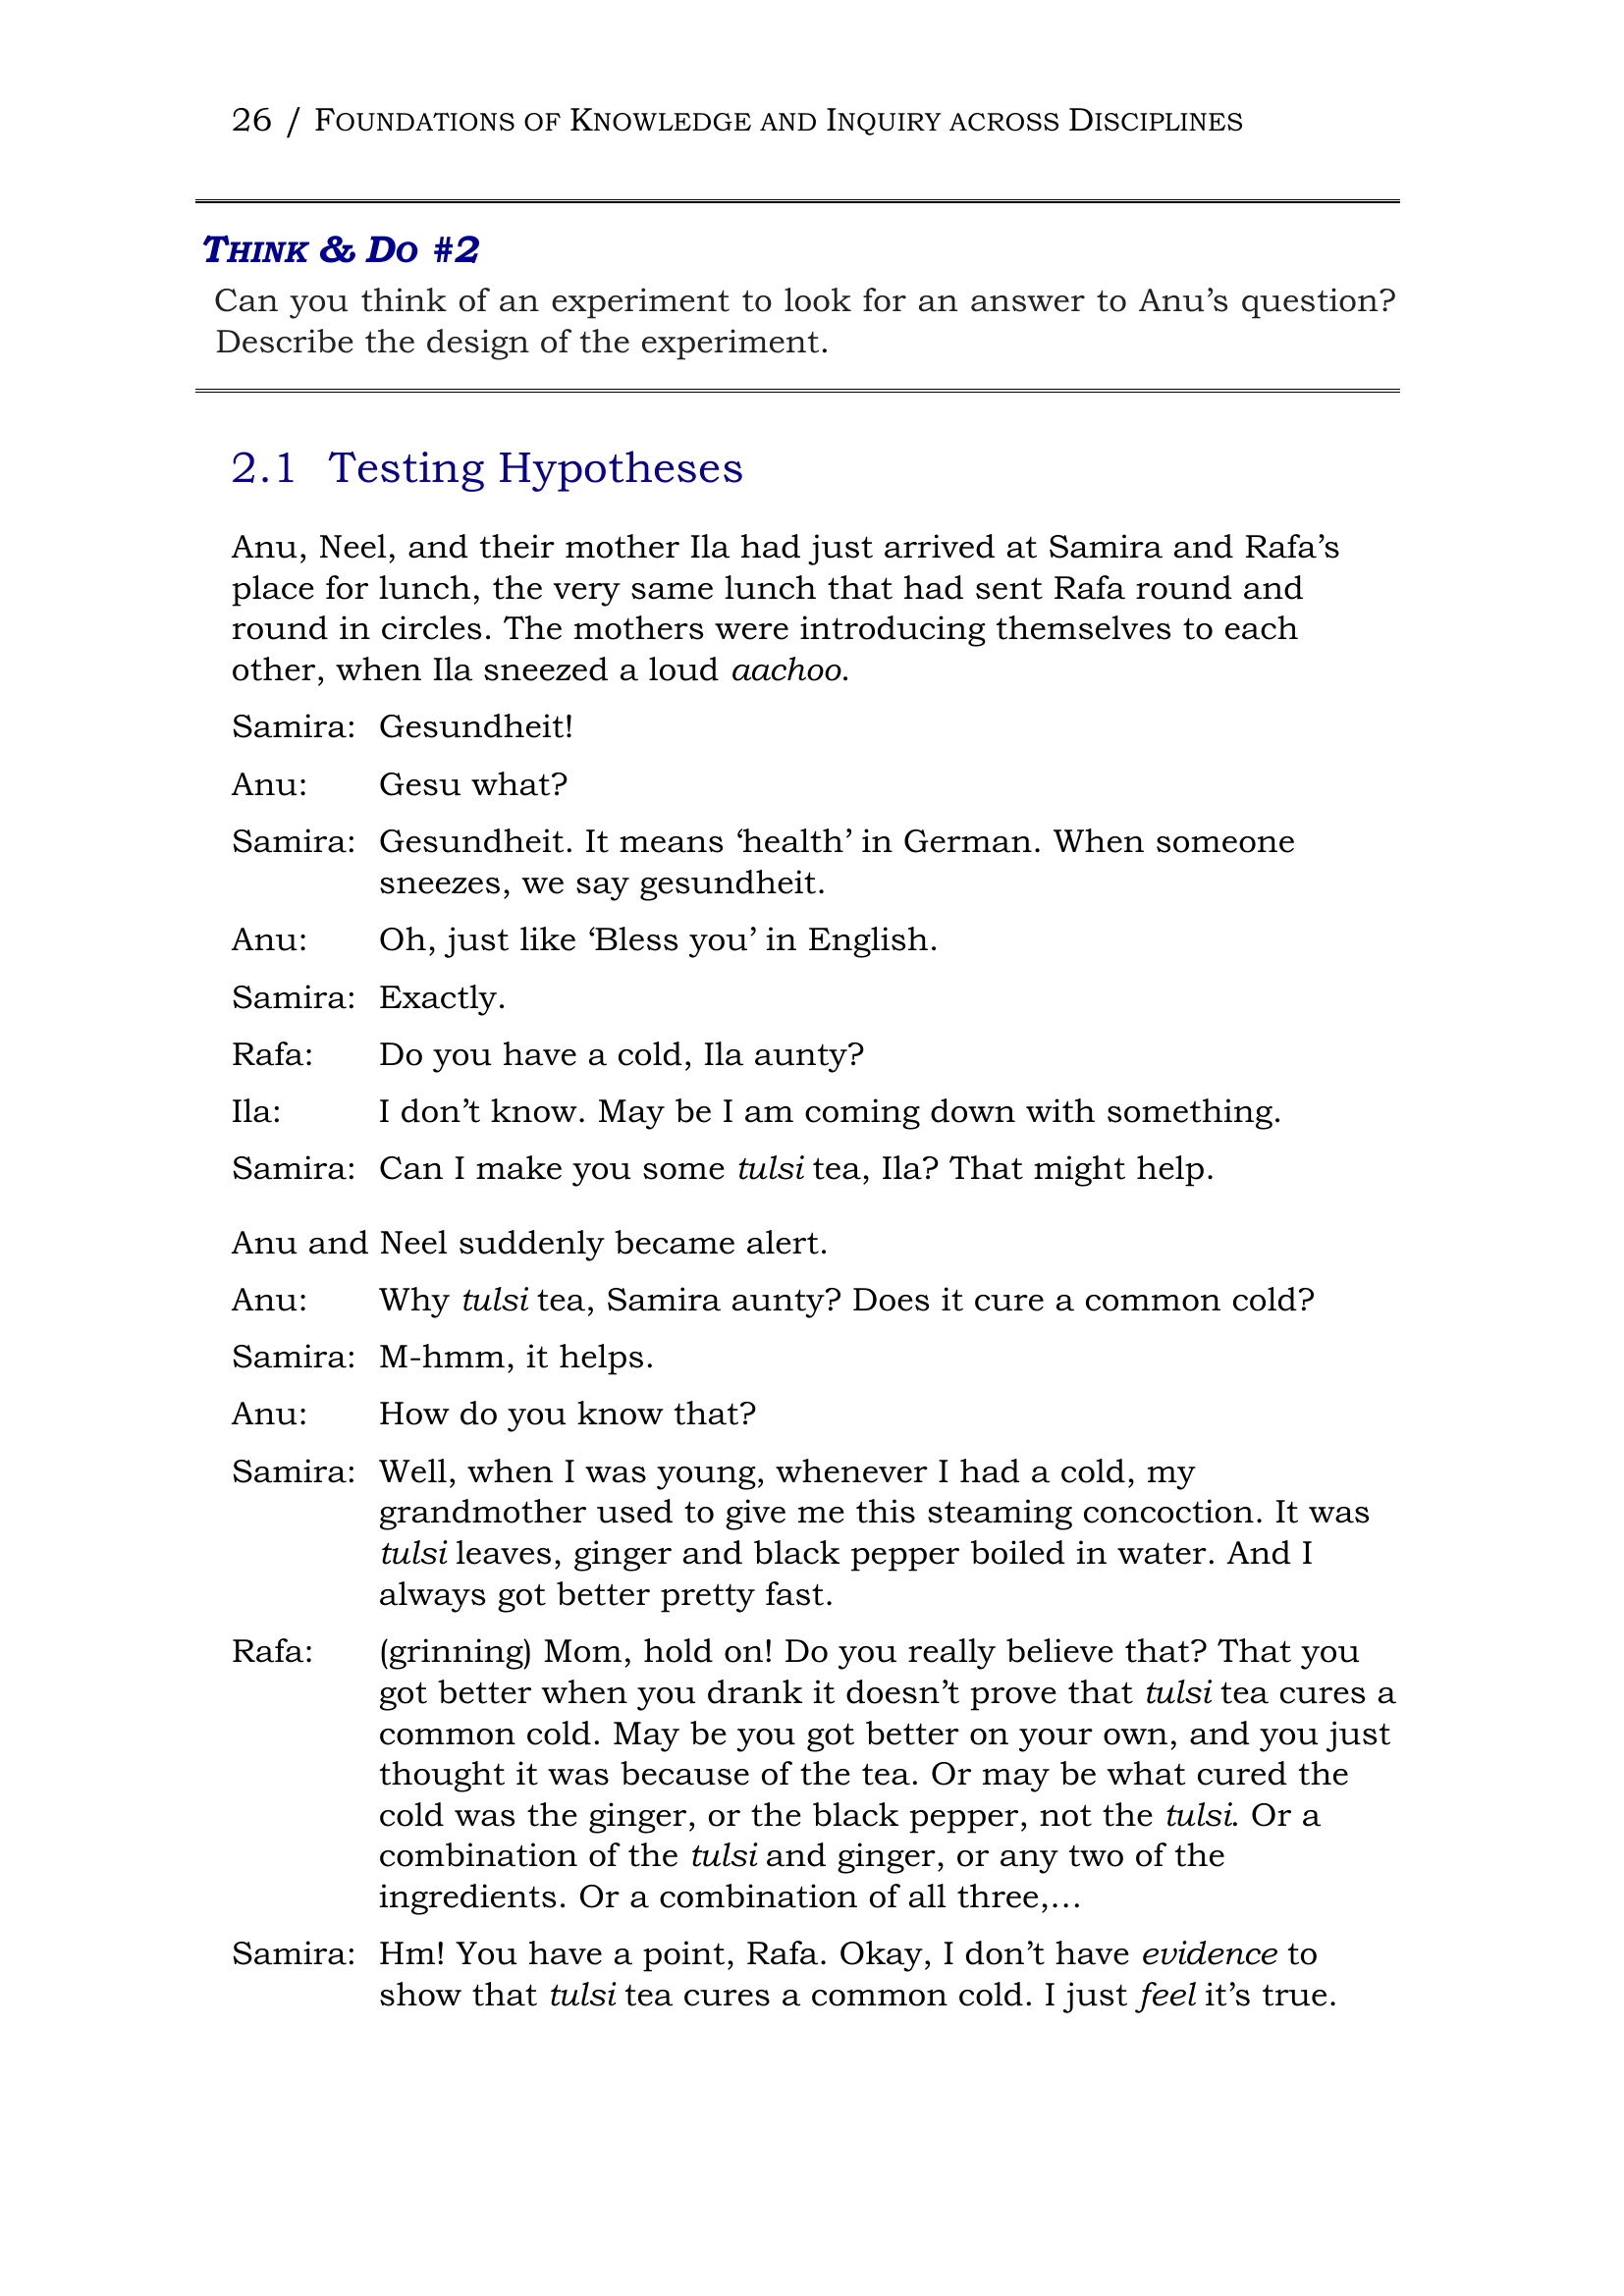 26 / FOUNDATIONS OF KNOWLEDGE AND INQUIRY ACROSS DISCIPLINES
THINK & DO #2
Can you think of an experiment to look for an answer to Anu’s question?
Describe the design of the experiment.
2.1 Testing Hypotheses
Anu, Neel, and their mother Ila had just arrived at Samira and Rafa’s
place for lunch, the very same lunch that had sent Rafa round and
round in circles. The mothers were introducing themselves to each
other, when Ila sneezed a loud aachoo.
Samira: Gesundheit!
Anu: Gesu what?
Samira: Gesundheit. It means ‘health’ in German. When someone
sneezes, we say gesundheit.
Anu: Oh, just like ‘Bless you’ in English.
Samira: Exactly.
Rafa: Do you have a cold, Ila aunty?
Ila: I don’t know. May be I am coming down with something.
Samira: Can I make you some tulsi tea, Ila? That might help.
Anu and Neel suddenly became alert.
Anu: Why tulsi tea, Samira aunty? Does it cure a common cold?
Samira: M-hmm, it helps.
Anu: How do you know that?
Samira: Well, when I was young, whenever I had a cold, my
grandmother used to give me this steaming concoction. It was
tulsi leaves, ginger and black pepper boiled in water. And I
always got better pretty fast.
Rafa: (grinning) Mom, hold on! Do you really believe that? That you
got better when you drank it doesn’t prove that tulsi tea cures a
common cold. May be you got better on your own, and you just
thought it was because of the tea. Or may be what cured the
cold was the ginger, or the black pepper, not the tulsi. Or a
combination of the tulsi and ginger, or any two of the
ingredients. Or a combination of all three,…
Samira: Hm! You have a point, Rafa. Okay, I don’t have evidence to
show that tulsi tea cures a common cold. I just feel it’s true.